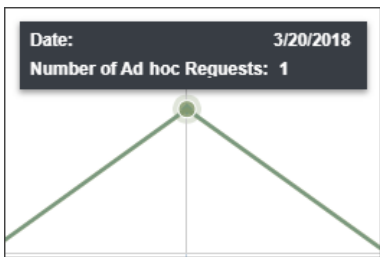 Date: 3/20/2018
Number of Ad hoc Requests: 1